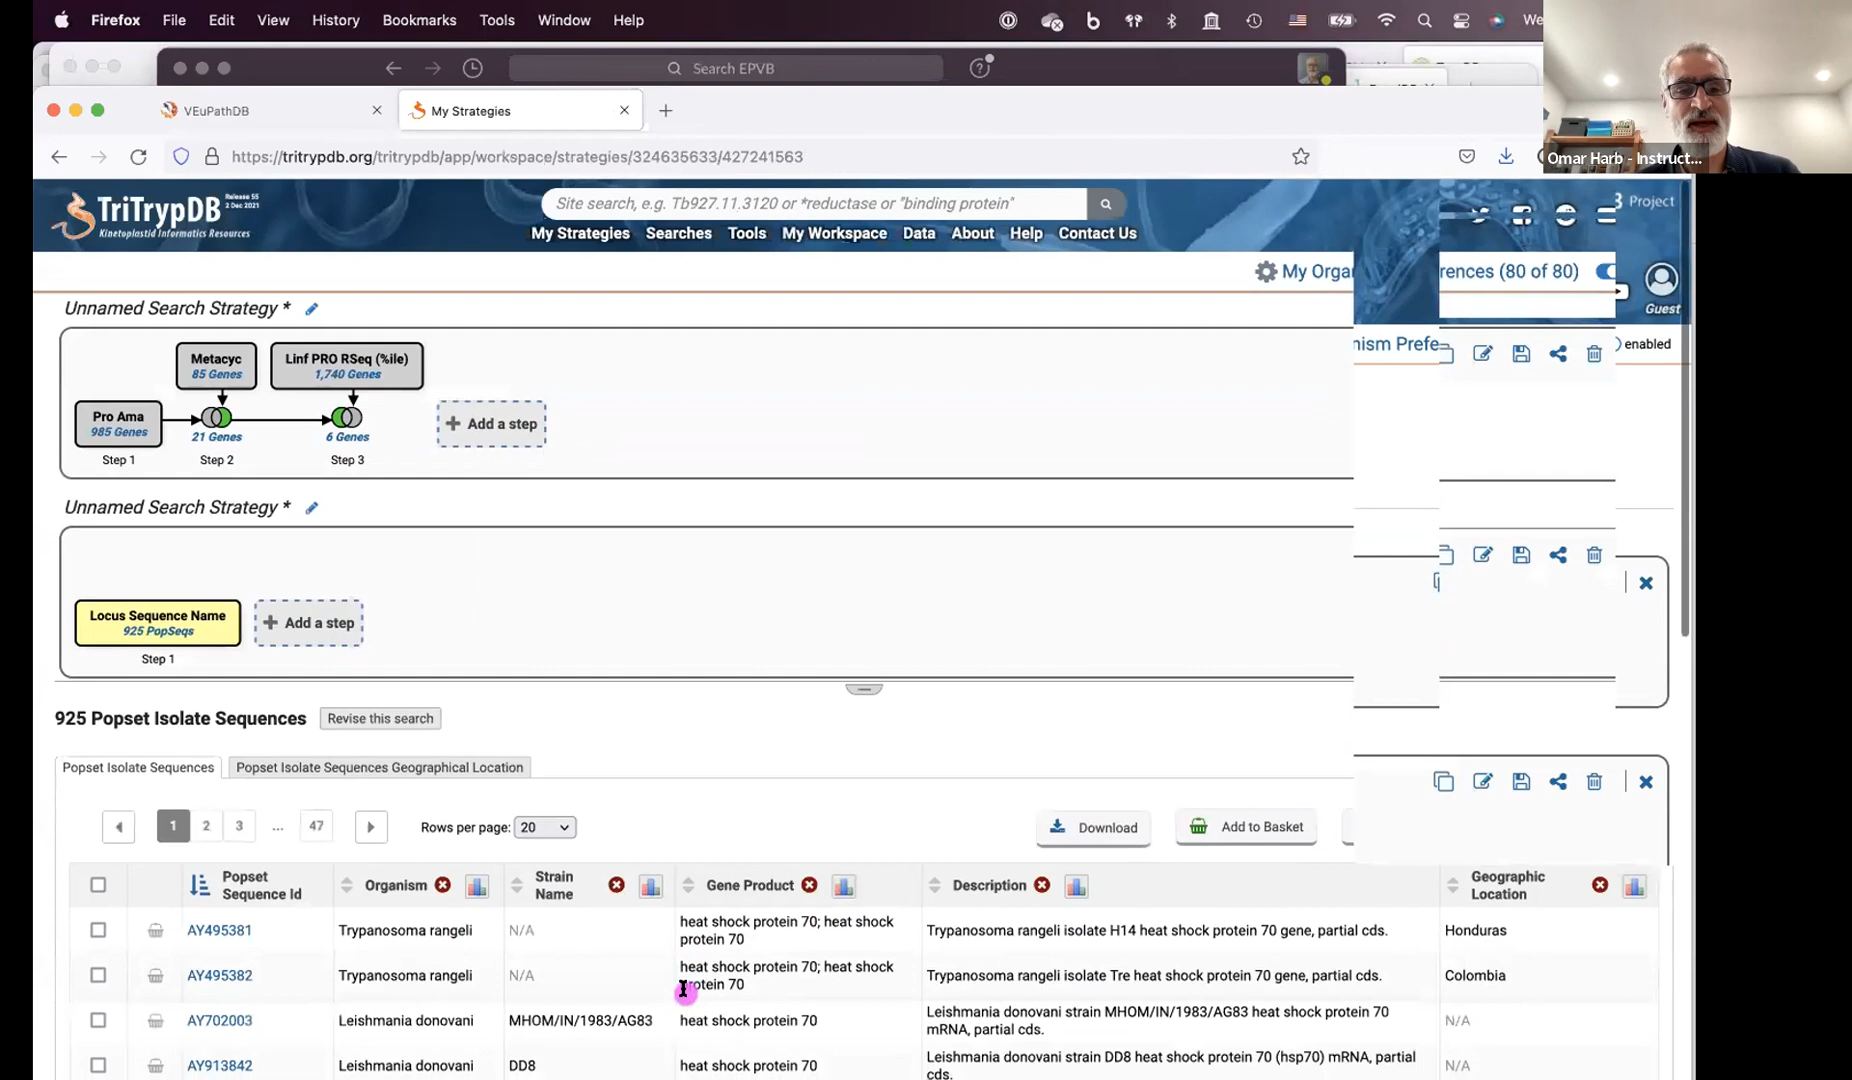 Firefox File Edit View History Bookmarks Tools Window Help
We
Search EPVB
VEuPathDB
My Strategies
https://tritrypdb.org/tritrypdb/app/workspace/strategies/324635633/427241563
Omar Harb - Instruct...
TriTrypDB
Release 55
2 Dec 2021
Kinetoplastid Informatics Resources
Site search, e.g. Tb927.11.3120 or *reductase or "binding protein"
Project
My Strategies Searches Tools My Workspace Data About Help Contact Us
My Orga
rences (80 of 80)
Guest
nism Prefe
enabled
Unnamed Search Strategy *
Metacyc
85 Genes
Linf PRO RSeq (%ile)
1,740 Genes
Pro Ama
985 Genes
21 Genes
6 Genes
+ Add a step
Step 1
Step 2
Step 3
Unnamed Search Strategy *
Locus Sequence Name
925 PopSeqs
+ Add a step
Step 1
925 Popset Isolate Sequences
Revise this search
Popset Isolate Sequences
Popset Isolate Sequences Geographical Location
1 2 3 ... 47
Rows per page: 20
Download
Add to Basket
Popset Sequence Id
Organism
Strain Name
Gene Product
Description
Geographic Location
AY495381
Trypanosoma rangeli
N/A
heat shock protein 70; heat shock protein 70
Trypanosoma rangeli isolate H14 heat shock protein 70 gene, partial cds.
Honduras
AY495382
Trypanosoma rangeli
N/A
heat shock protein 70; heat shock protein 70
Trypanosoma rangeli isolate Tre heat shock protein 70 gene, partial cds.
Colombia
AY702003
Leishmania donovani
MHOM/IN/1983/AG83
heat shock protein 70
Leishmania donovani strain MHOM/IN/1983/AG83 heat shock protein 70 mRNA, partial cds.
N/A
AY913842
Leishmania donovani
DD8
heat shock protein 70
Leishmania donovani strain DD8 heat shock protein 70 (hsp70) mRNA, partial cds.
N/A